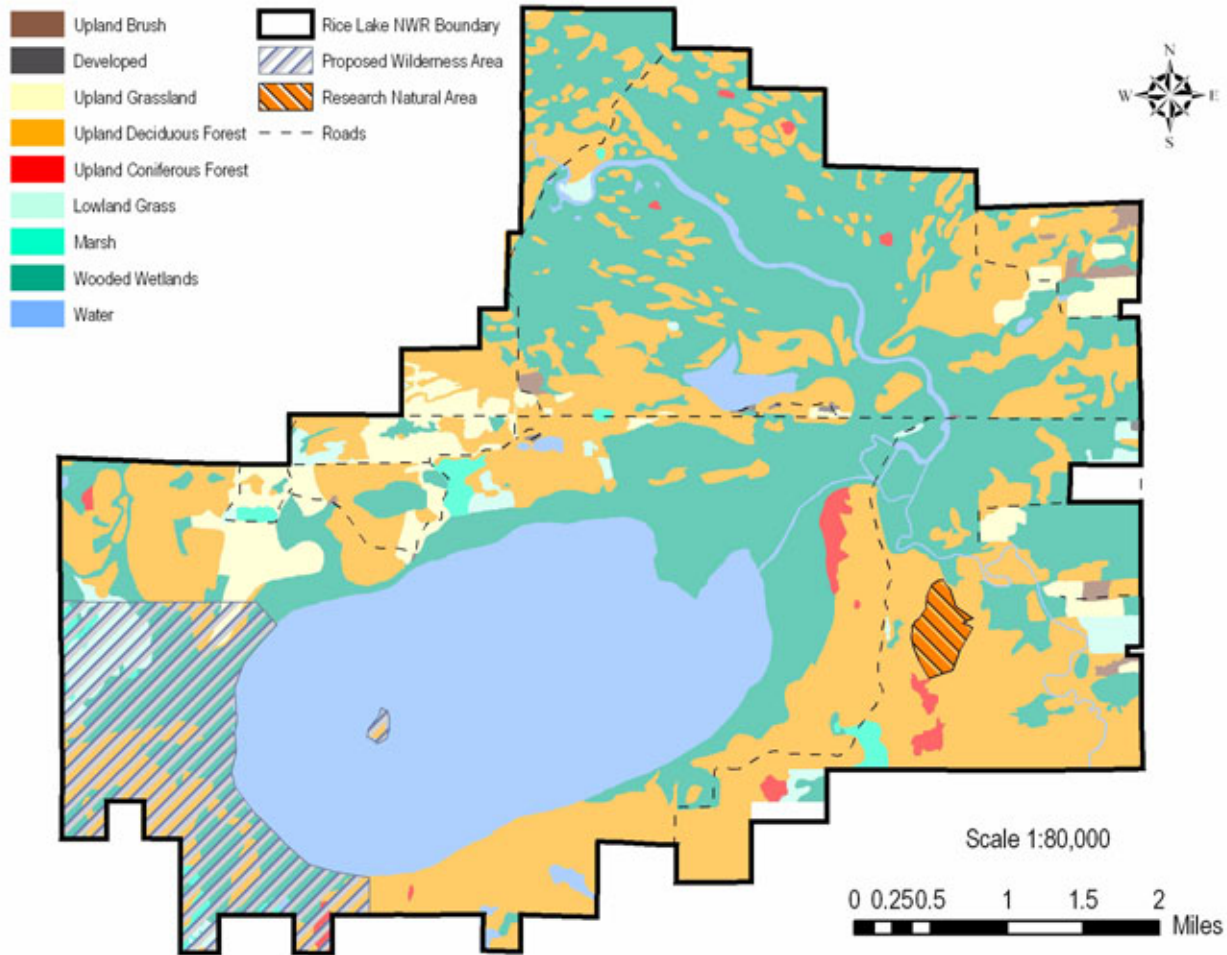 Upland Brush
Developed
Upland Grassland
Upland Deciduous Forest
Upland Coniferous Forest
Lowland Grass
Marsh
Wooded Wetlands
Water
Rice Lake NWR Boundary
Proposed Wilderness Area
Research Natural Area
Roads
N
W E
S
Scale 1:80,000
0 0.25 0.5 1 1.5 2
Miles